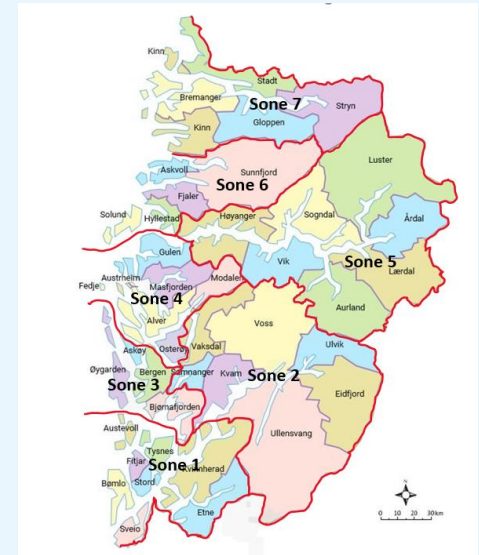 Kinn
Stadt
Bremanger
Sone 7
Stryn
Gloppen
Kinn
Luster
Askvoll
Sunnfjord
Sone 6
Fjaler
Sogndal
Solund
Hyllestad
Høyanger
Årdal
Gulen
Vik
Sone 5
Lærdal
Austrheim
Modalen
Fedje
Masfjorden
Sone 4
Aurland
Alver
Voss
Ulvik
Askøy
Osterøy
Vaksdal
Øygarden
Bergen
Samnanger
Kvam
Sone 2
Sone 3
Eidfjord
Bjørnafjorden
Austevoll
Ullensvang
Tysnes
Fitjar
Sone 1
Kvinnherad
Bømlo
Stord
Etne
Sveio
0 10 20 30km